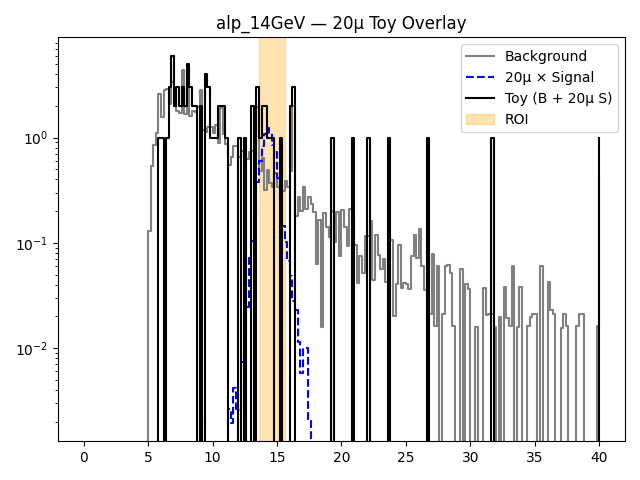 alp_14GeV — 20μ Toy Overlay
Background
20μ × Signal
Toy (B + 20μ S)
ROI
10⁰
10⁻¹
10⁻²
0 5 10 15 20 25 30 35 40